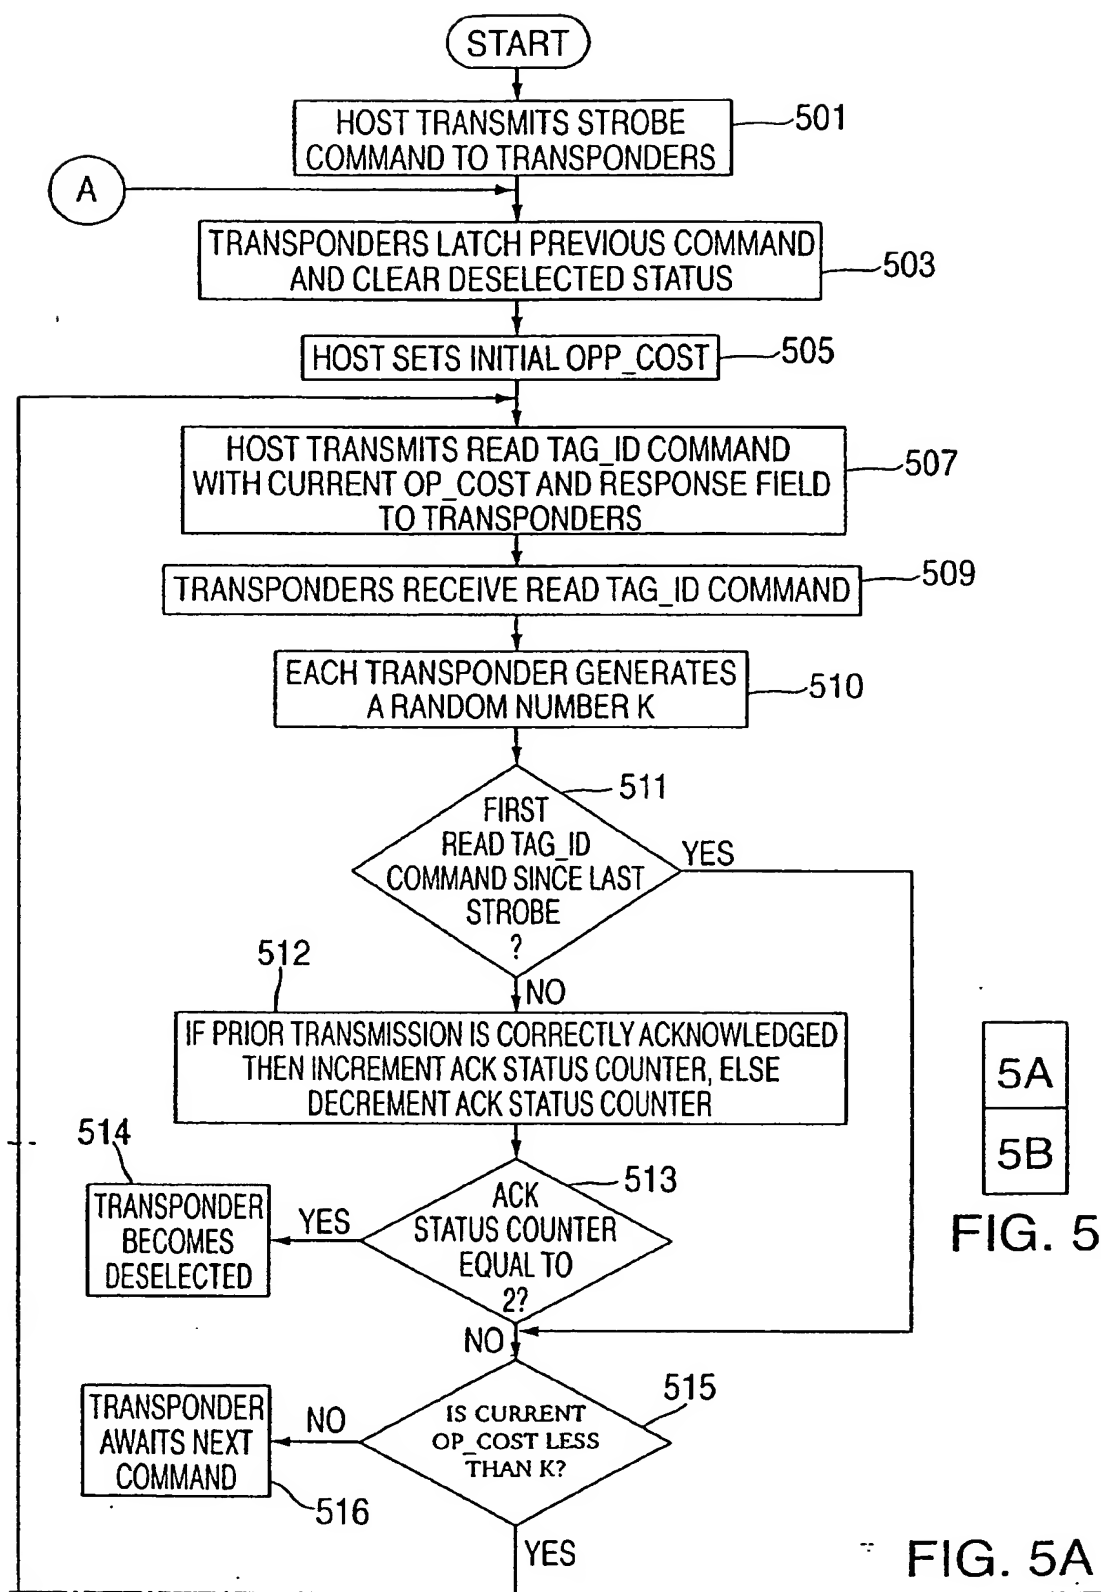 START
HOST TRANSMITS STROBE
COMMAND TO TRANSPONDERS
501
A
TRANSPONDERS LATCH PREVIOUS COMMAND
AND CLEAR DESELECTED STATUS
503
HOST SETS INITIAL OPP_COST
505
HOST TRANSMITS READ TAG_ID COMMAND
WITH CURRENT OP_COST AND RESPONSE FIELD
TO TRANSPONDERS
507
TRANSPONDERS RECEIVE READ TAG_ID COMMAND
509
EACH TRANSPONDER GENERATES
A RANDOM NUMBER K
510
511
FIRST
READ TAG_ID
COMMAND SINCE LAST
STROBE
?
YES
NO
512
IF PRIOR TRANSMISSION IS CORRECTLY ACKNOWLEDGED
THEN INCREMENT ACK STATUS COUNTER, ELSE
DECREMENT ACK STATUS COUNTER
5A
5B
FIG. 5
513
ACK
STATUS COUNTER
EQUAL TO
2?
YES
514
TRANSPONDER
BECOMES
DESELECTED
NO
515
IS CURRENT
OP_COST LESS
THAN K?
NO
TRANSPONDER
AWAITS NEXT
COMMAND
516
YES
FIG. 5A